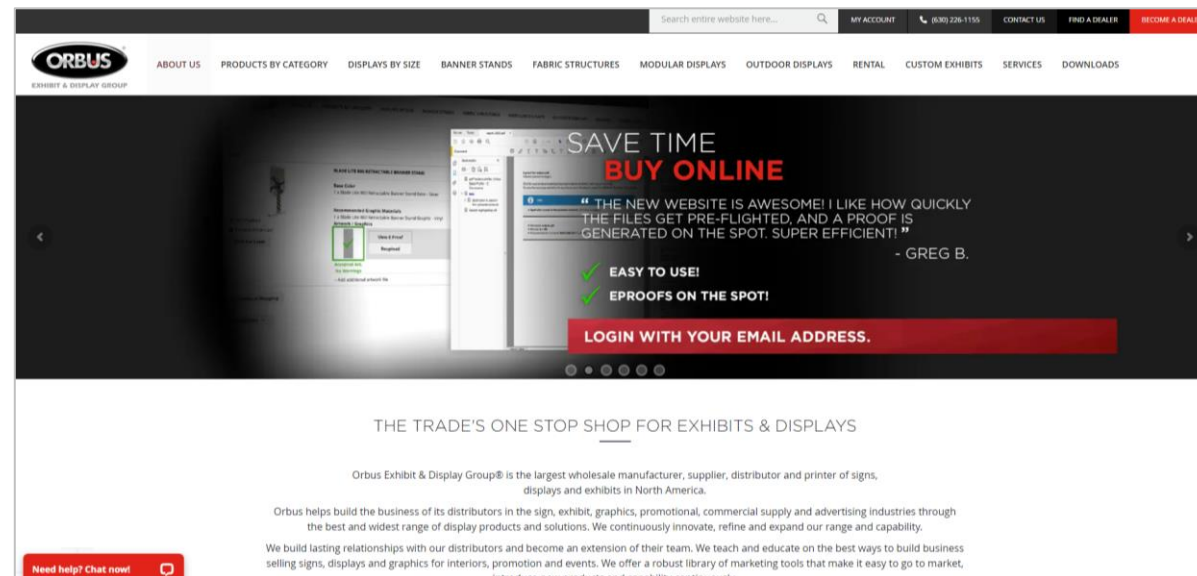 Search entire website here...
MY ACCOUNT
(630) 226-1155
CONTACT US
FIND A DEALER
BECOME A DEAL
ORBUS
EXHIBIT & DISPLAY GROUP
ABOUT US
PRODUCTS BY CATEGORY
DISPLAYS BY SIZE
BANNER STANDS
FABRIC STRUCTURES
MODULAR DISPLAYS
OUTDOOR DISPLAYS
RENTAL
CUSTOM EXHIBITS
SERVICES
DOWNLOADS
View E-Proof
Reupload
SAVE TIME
BUY ONLINE
“ THE NEW WEBSITE IS AWESOME! I LIKE HOW QUICKLY
THE FILES GET PRE-FLIGHTED, AND A PROOF IS
GENERATED ON THE SPOT. SUPER EFFICIENT! ”
- GREG B.
EASY TO USE!
EPROOFS ON THE SPOT!
LOGIN WITH YOUR EMAIL ADDRESS.
THE TRADE'S ONE STOP SHOP FOR EXHIBITS & DISPLAYS
Orbus Exhibit & Display Group® is the largest wholesale manufacturer, supplier, distributor and printer of signs,
displays and exhibits in North America.
Orbus helps build the business of its distributors in the sign, exhibit, graphics, promotional, commercial supply and advertising industries through
the best and widest range of display products and solutions. We continuously innovate, refine and expand our range and capability.
We build lasting relationships with our distributors and become an extension of their team. We teach and educate on the best ways to build business
selling signs, displays and graphics for interiors, promotion and events. We offer a robust library of marketing tools that make it easy to go to market,
Need help? Chat now!